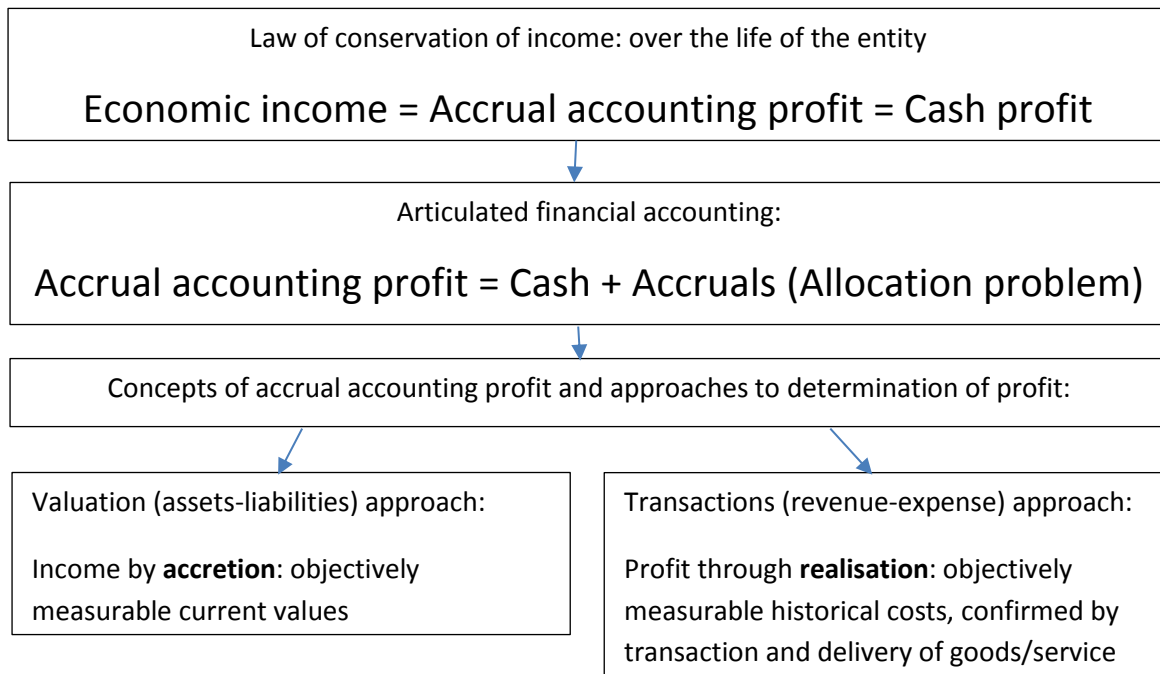 Law of conservation of income: over the life of the entity
Economic income = Accrual accounting profit = Cash profit
Articulated financial accounting:
Accrual accounting profit = Cash + Accruals (Allocation problem)
Concepts of accrual accounting profit and approaches to determination of profit:
Valuation (assets-liabilities) approach:
Income by accretion: objectively
measurable current values
Transactions (revenue-expense) approach:
Profit through realisation: objectively
measurable historical costs, confirmed by
transaction and delivery of goods/service